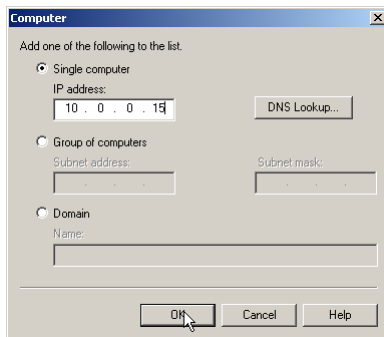 Computer
Add one of the following to the list.
Single computer
IP address:
10 . 0 . 0 . 15
DNS Lookup...
Group of computers
Subnet address: Subnet mask:
. . . . . .
Domain
Name:
OK Cancel Help